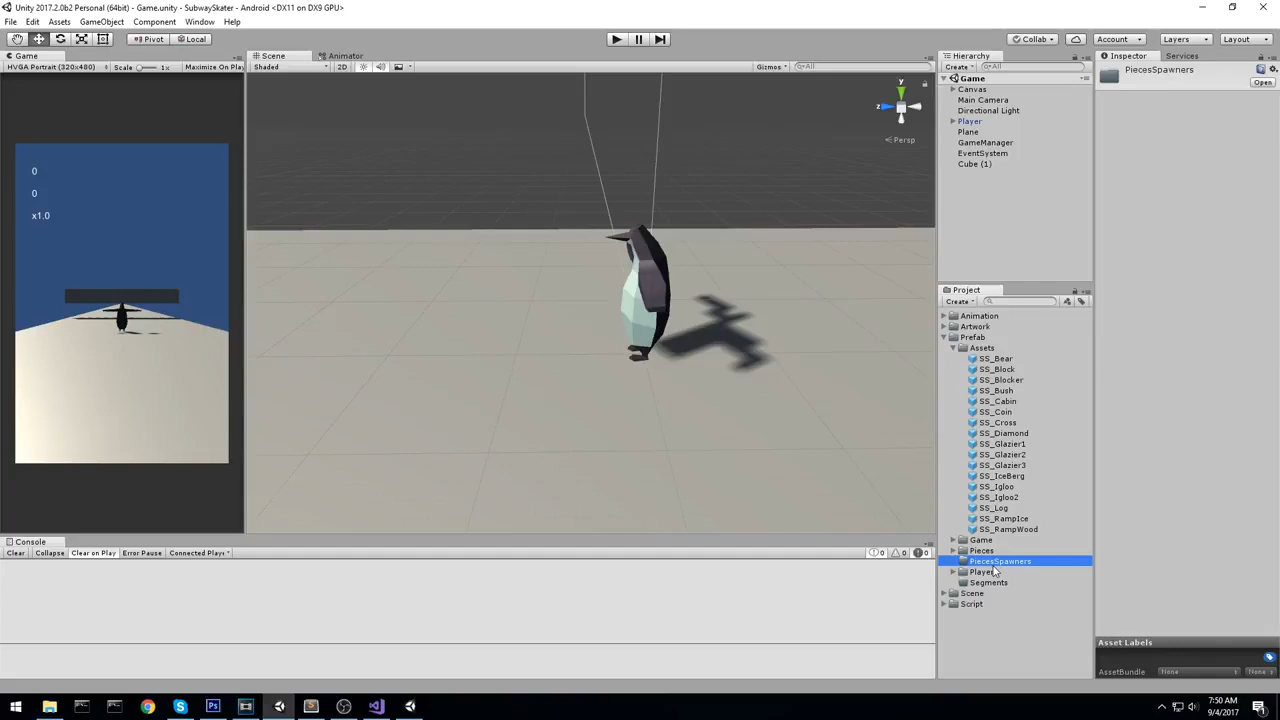 Unity 2017.2.0b2 Personal (64bit) - Game.unity - SubwaySkater - Android <DX11 on DX9 GPU>
File Edit Assets GameObject Component Window Help
Pivot Local Collab Account Layers Layout
Game Scene Animator Hierarchy Inspector Services
HVGA Portrait (320x480) Scale 1x Maximize On Play Shaded 2D Gizmos All Create All PiecesSpawners
Open
Game
Canvas
Main Camera
Directional Light
Player
Plane
GameManager
EventSystem
Cube (1)
y
z
Persp
0
0
x1.0
Project
Create
Animation
Artwork
Prefab
Assets
SS_Bear
SS_Block
SS_Blocker
SS_Bush
SS_Cabin
SS_Coin
SS_Cross
SS_Diamond
SS_Glazier1
SS_Glazier2
SS_Glazier3
SS_IceBerg
SS_Igloo
SS_Igloo2
SS_Log
SS_RampIce
SS_RampWood
Game
Pieces
PiecesSpawners
Player
Segments
Scene
Script
Console
Clear Collapse Clear on Play Error Pause Connected Player 0 0 0
Asset Labels
AssetBundle None None
7:50 AM
9/4/2017